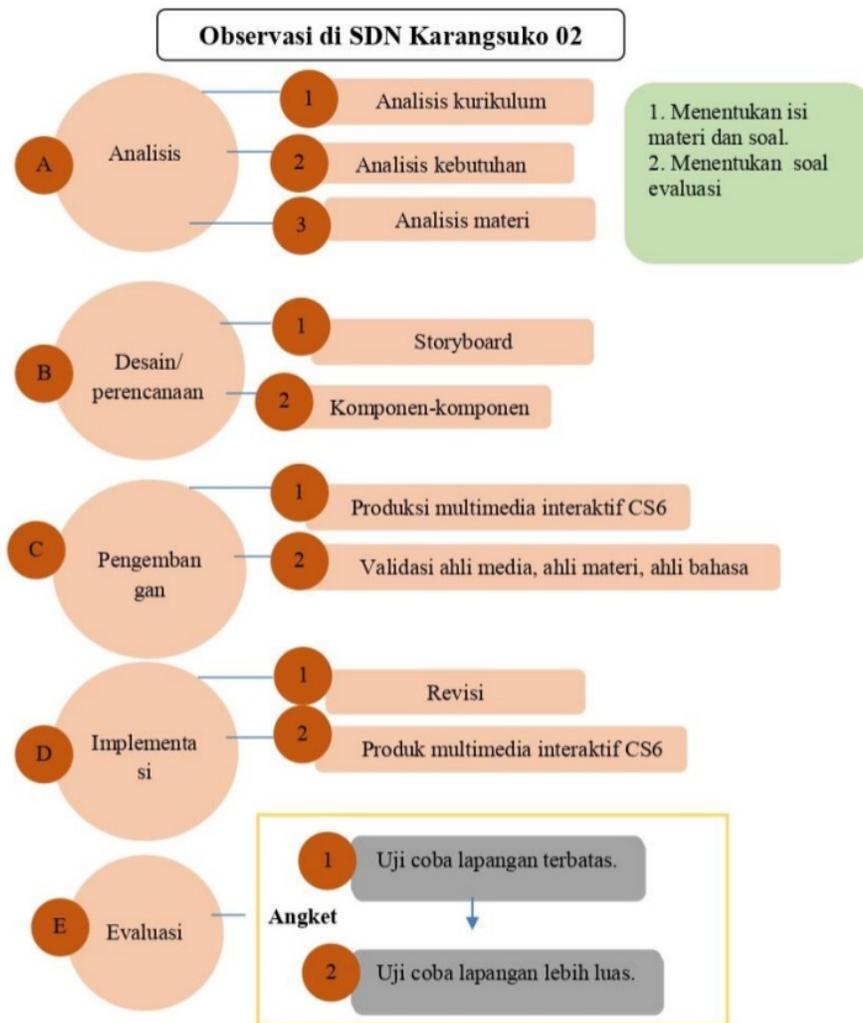 Observasi di SDN Karangsuko 02
A
Analisis
1
Analisis kurikulum
2
Analisis kebutuhan
3
Analisis materi
1. Menentukan isi
materi dan soal.
2. Menentukan soal
evaluasi
B
Desain/
perencanaan
1
Storyboard
2
Komponen-komponen
C
Pengemban
gan
1
Produksi multimedia interaktif CS6
2
Validasi ahli media, ahli materi, ahli bahasa
D
Implementa
si
1
Revisi
2
Produk multimedia interaktif CS6
E
Evaluasi
Angket
1
Uji coba lapangan terbatas.
2
Uji coba lapangan lebih luas.